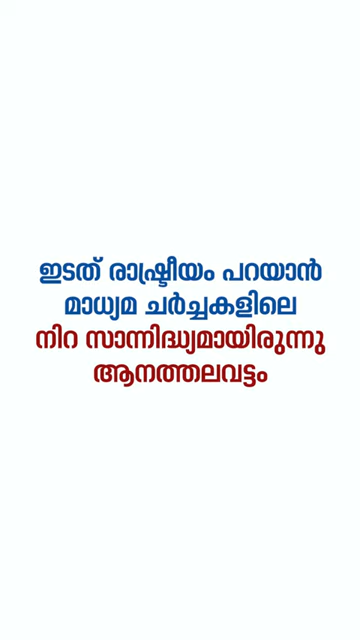 ഇടത് രാഷ്ട്രീയം പറയാൻ
മാധ്യമ ചർച്ചകളിലെ
നിറ സാന്നിദ്ധ്യമായിരുന്നു
ആനത്തലവട്ടം